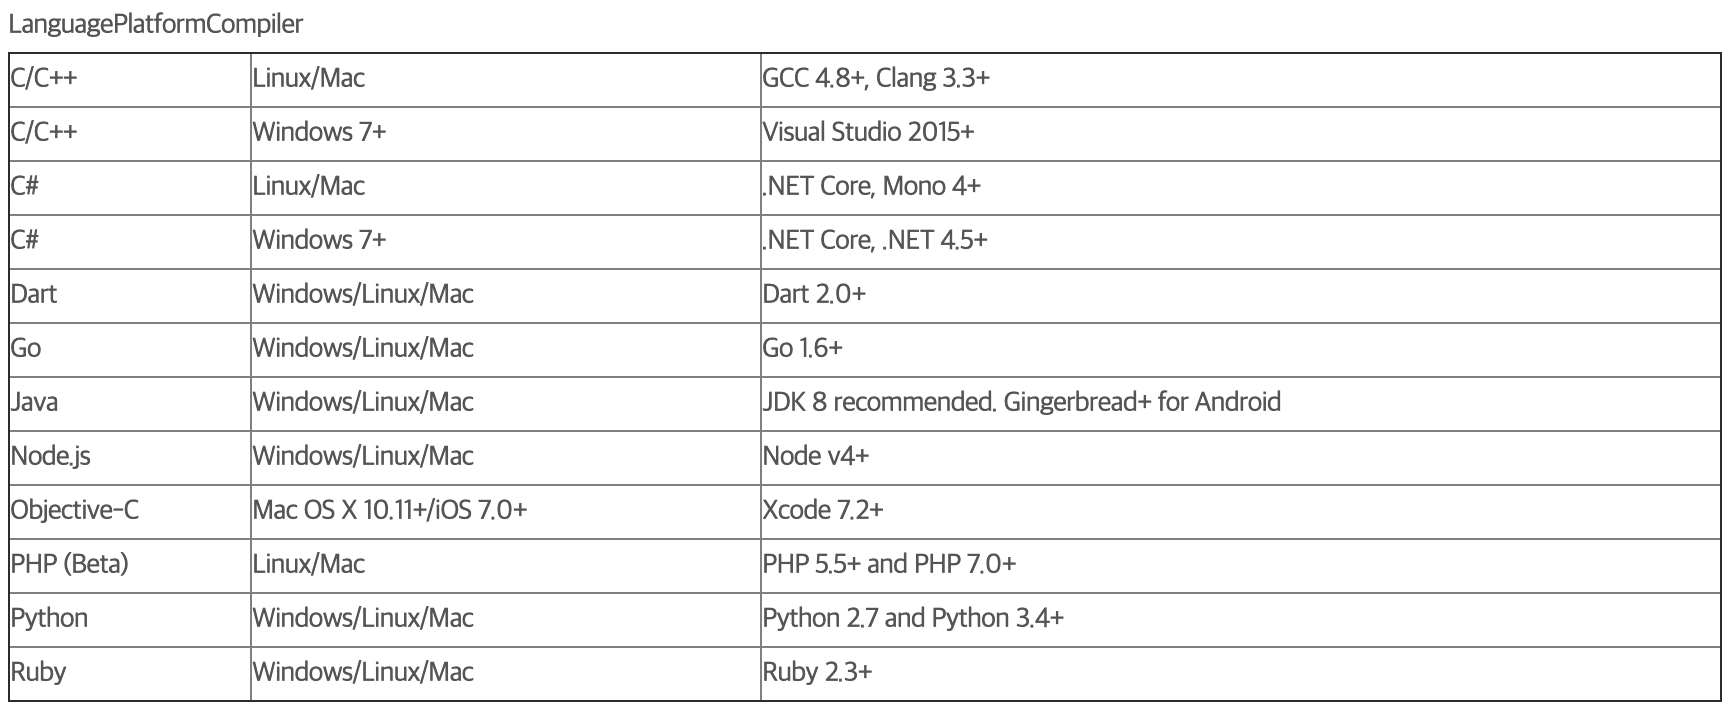 LanguagePlatformCompiler
C/C++ Linux/Mac GCC 4.8+, Clang 3.3+
C/C++ Windows 7+ Visual Studio 2015+
C# Linux/Mac .NET Core, Mono 4+
C# Windows 7+ .NET Core, .NET 4.5+
Dart Windows/Linux/Mac Dart 2.0+
Go Windows/Linux/Mac Go 1.6+
Java Windows/Linux/Mac JDK 8 recommended. Gingerbread+ for Android
Node.js Windows/Linux/Mac Node v4+
Objective-C Mac OS X 10.11+/iOS 7.0+ Xcode 7.2+
PHP (Beta) Linux/Mac PHP 5.5+ and PHP 7.0+
Python Windows/Linux/Mac Python 2.7 and Python 3.4+
Ruby Windows/Linux/Mac Ruby 2.3+